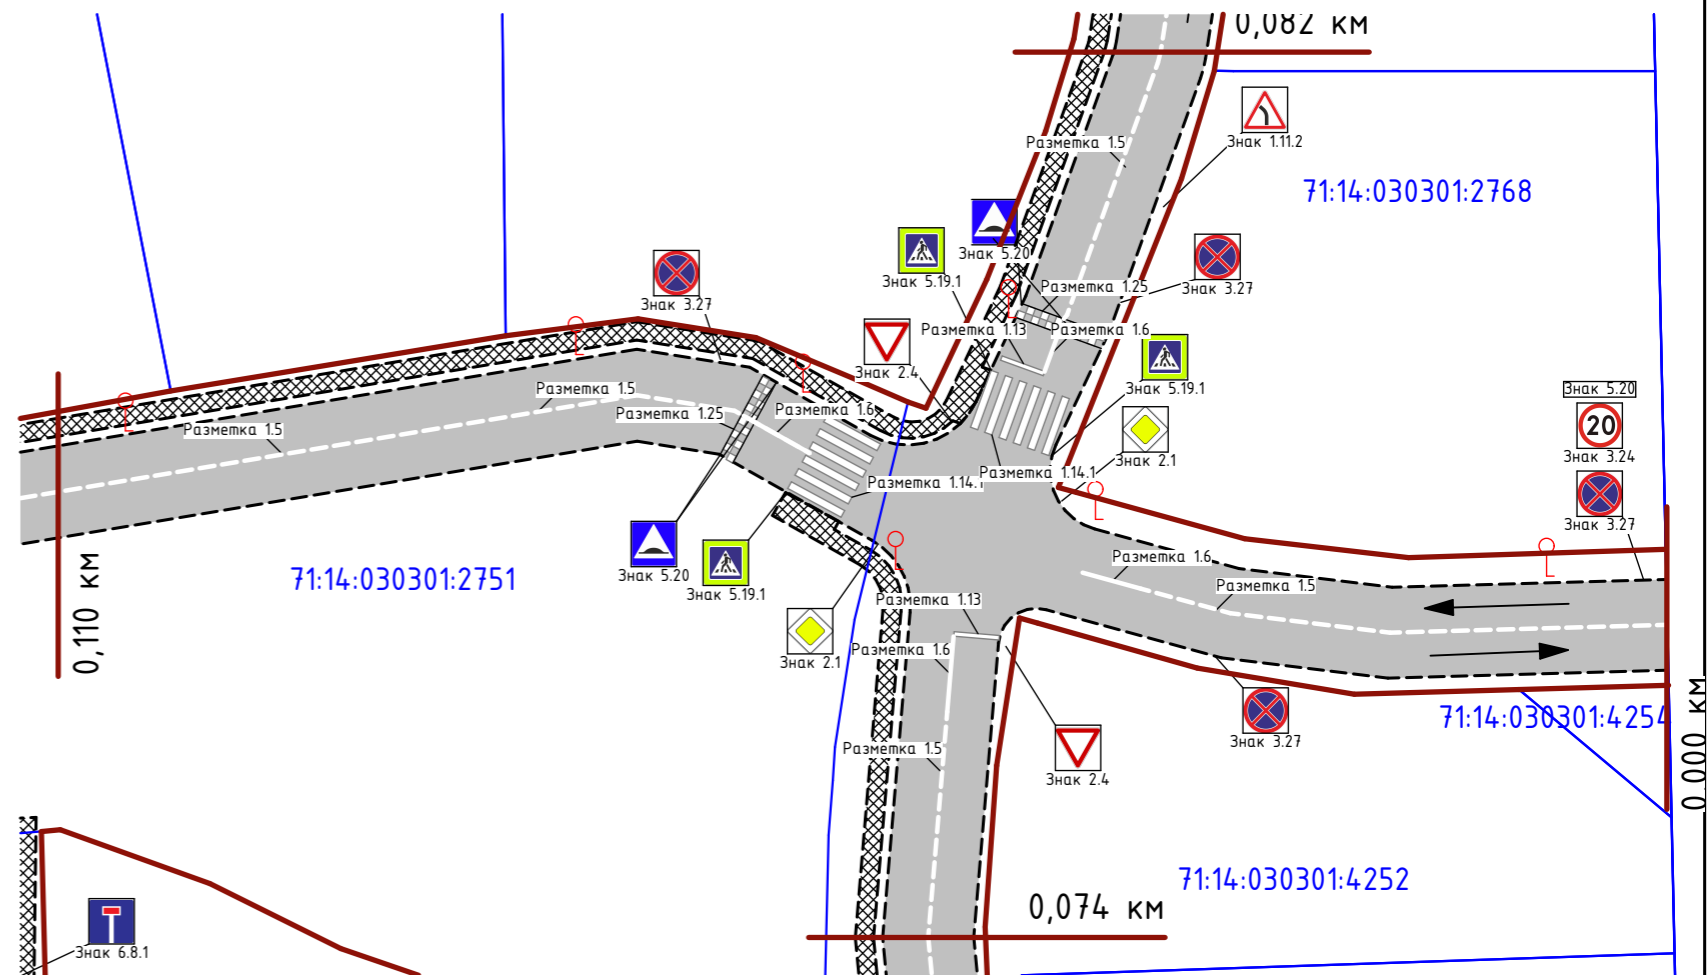 0,082 км
Знак 1.11.2
Разметка 1.5
71:14:030301:2768
Знак 5.20
Знак 5.19.1
Знак 3.27
Разметка 1.25
Знак 3.27
Разметка 1.13
Разметка 1.6
Знак 2.4
Знак 5.19.1
Разметка 1.5
Разметка 1.25
Разметка 1.6
Разметка 1.5
Знак 5.20
20
Знак 3.24
Знак 2.1
Разметка 1.14.1
Разметка 1.14.1
Знак 3.27
0,110 км
71:14:030301:2751
Знак 5.20
Знак 5.19.1
Разметка 1.6
Разметка 1.5
Разметка 1.13
Знак 2.1
Разметка 1.6
Знак 3.27
71:14:030301:4254
0,000 км
Разметка 1.5
Знак 2.4
71:14:030301:4252
0,074 км
Знак 6.8.1